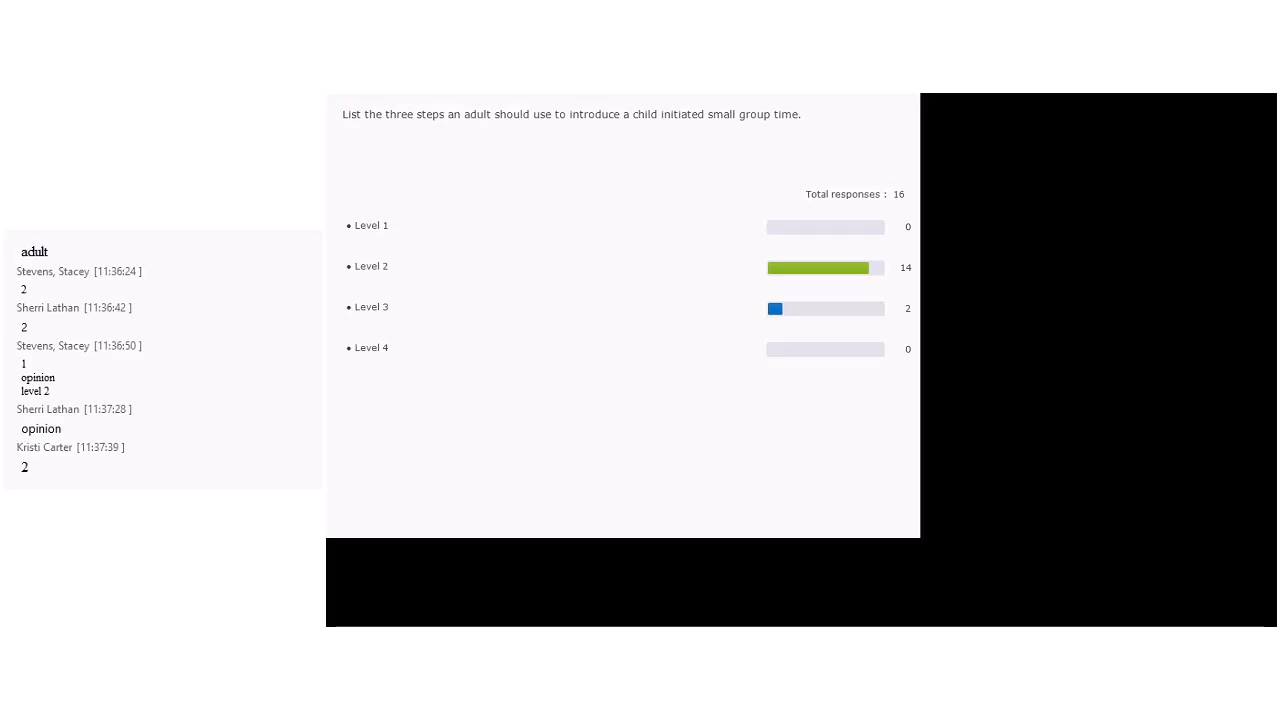 adult
Stevens, Stacey [11:36:24 ]
2
Sherri Lathan [11:36:42 ]
2
Stevens, Stacey [11:36:50 ]
1
opinion
level 2
Sherri Lathan [11:37:28 ]
opinion
Kristi Carter [11:37:39 ]
2
List the three steps an adult should use to introduce a child initiated small group time.
Total responses : 16
• Level 1 0
• Level 2 14
• Level 3 2
• Level 4 0